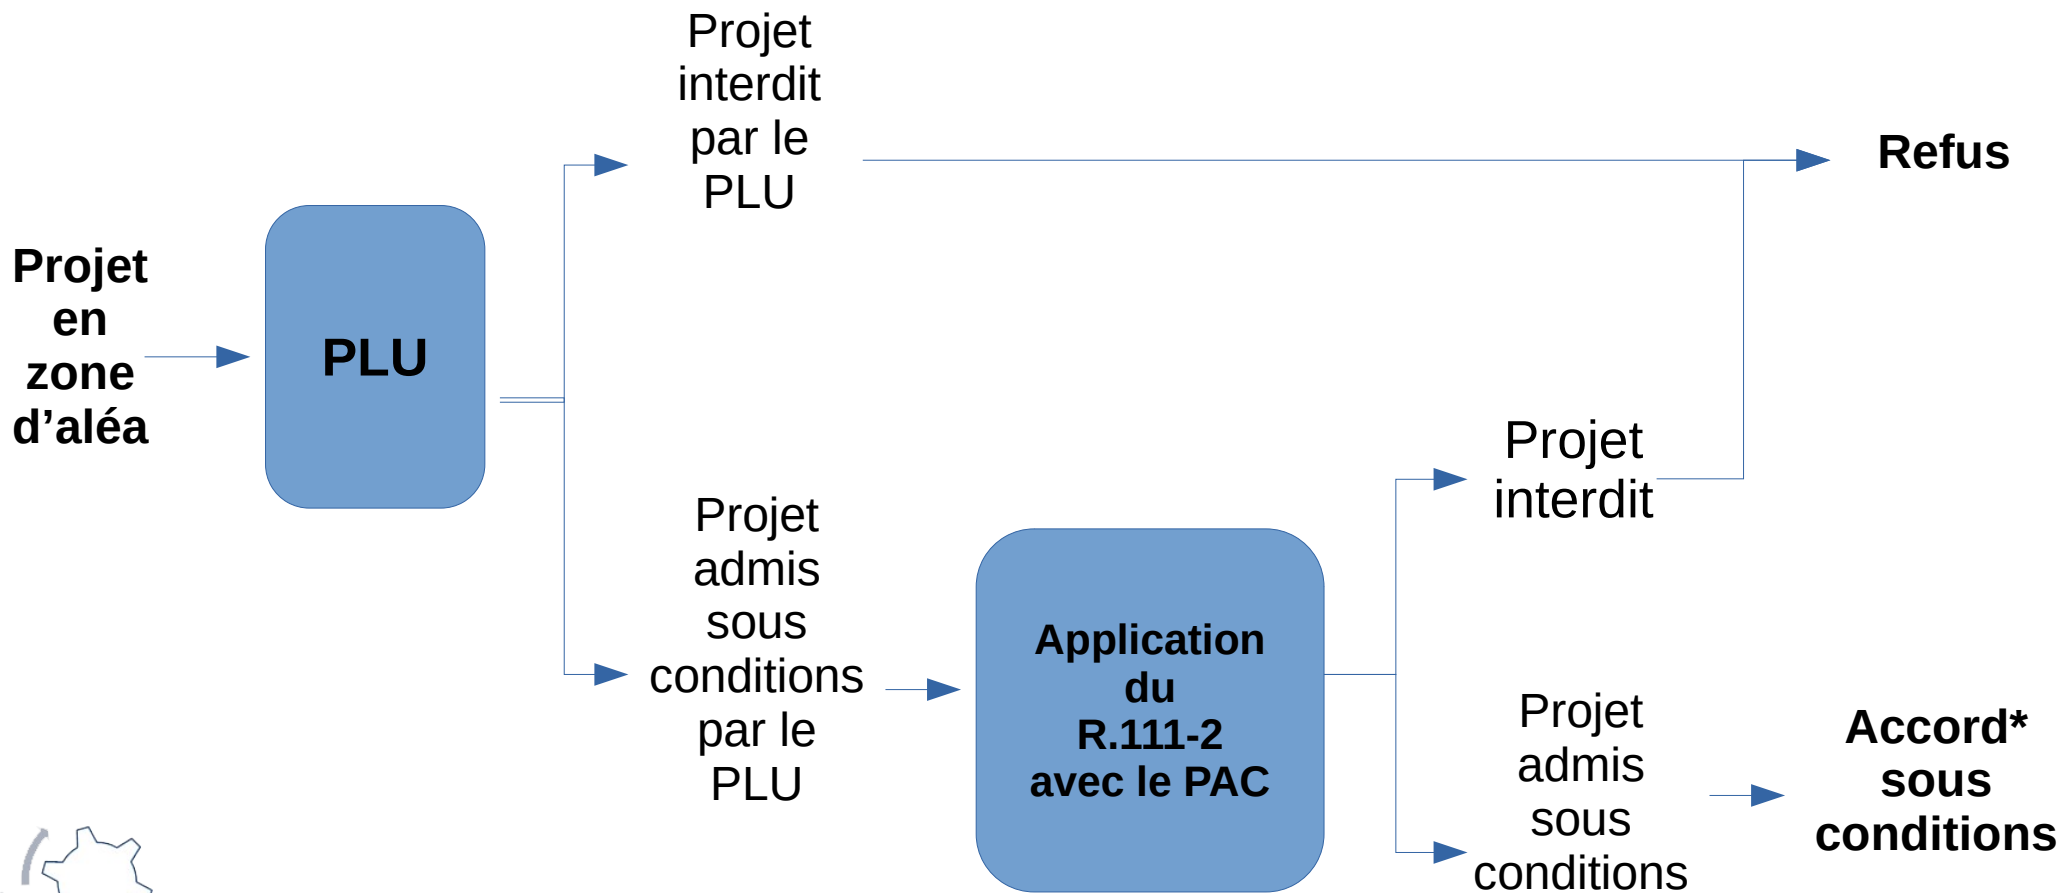 Projet
en
zone
d’aléa
PLU
Projet
interdit
par le
PLU
Refus
Projet
admis
sous
conditions
par le
PLU
Application
du
R.111-2
avec le PAC
Projet
interdit
Projet
admis
sous
conditions
Accord*
sous
conditions